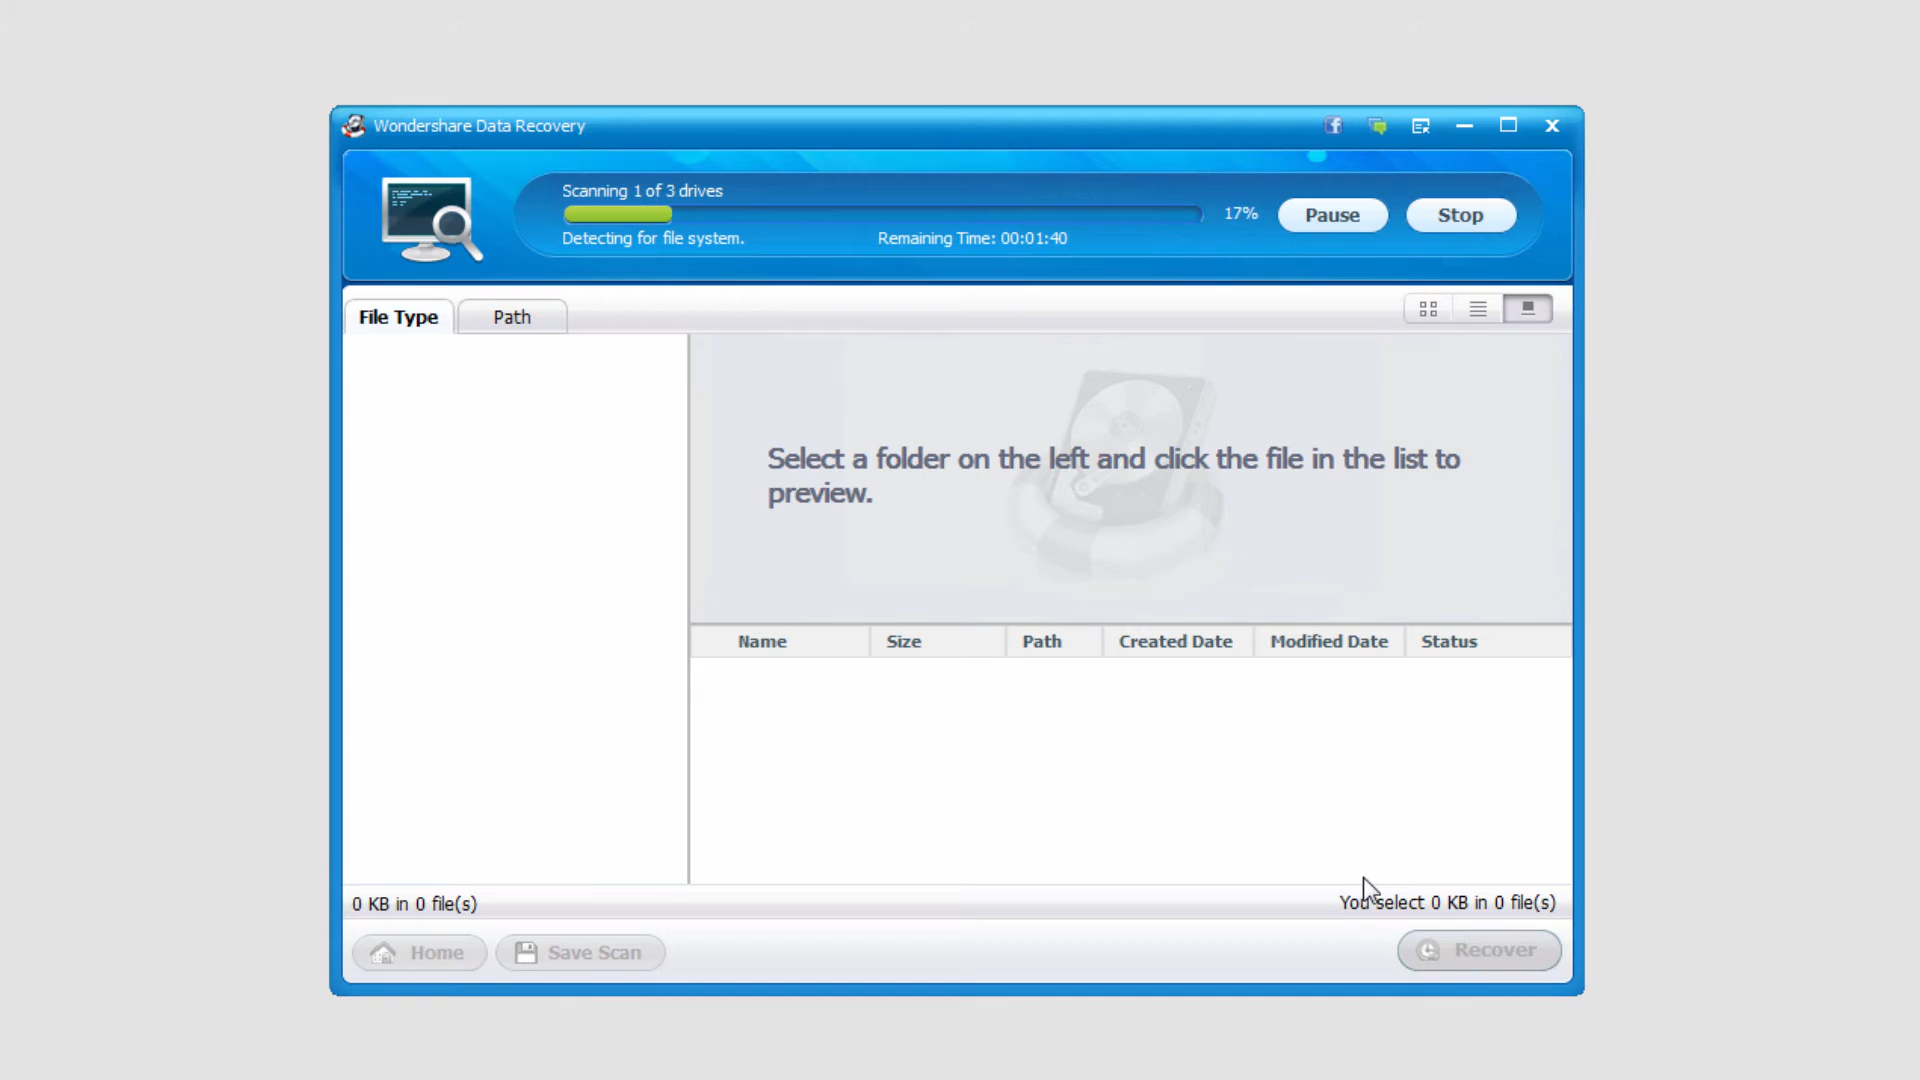 Wondershare Data Recovery
Scanning 1 of 3 drives
17%
Pause
Stop
Detecting for file system.
Remaining Time: 00:01:40
File Type
Path
Select a folder on the left and click the file in the list to
preview.
Name
Size
Path
Created Date
Modified Date
Status
0 KB in 0 file(s)
You select 0 KB in 0 file(s)
Home
Save Scan
Recover